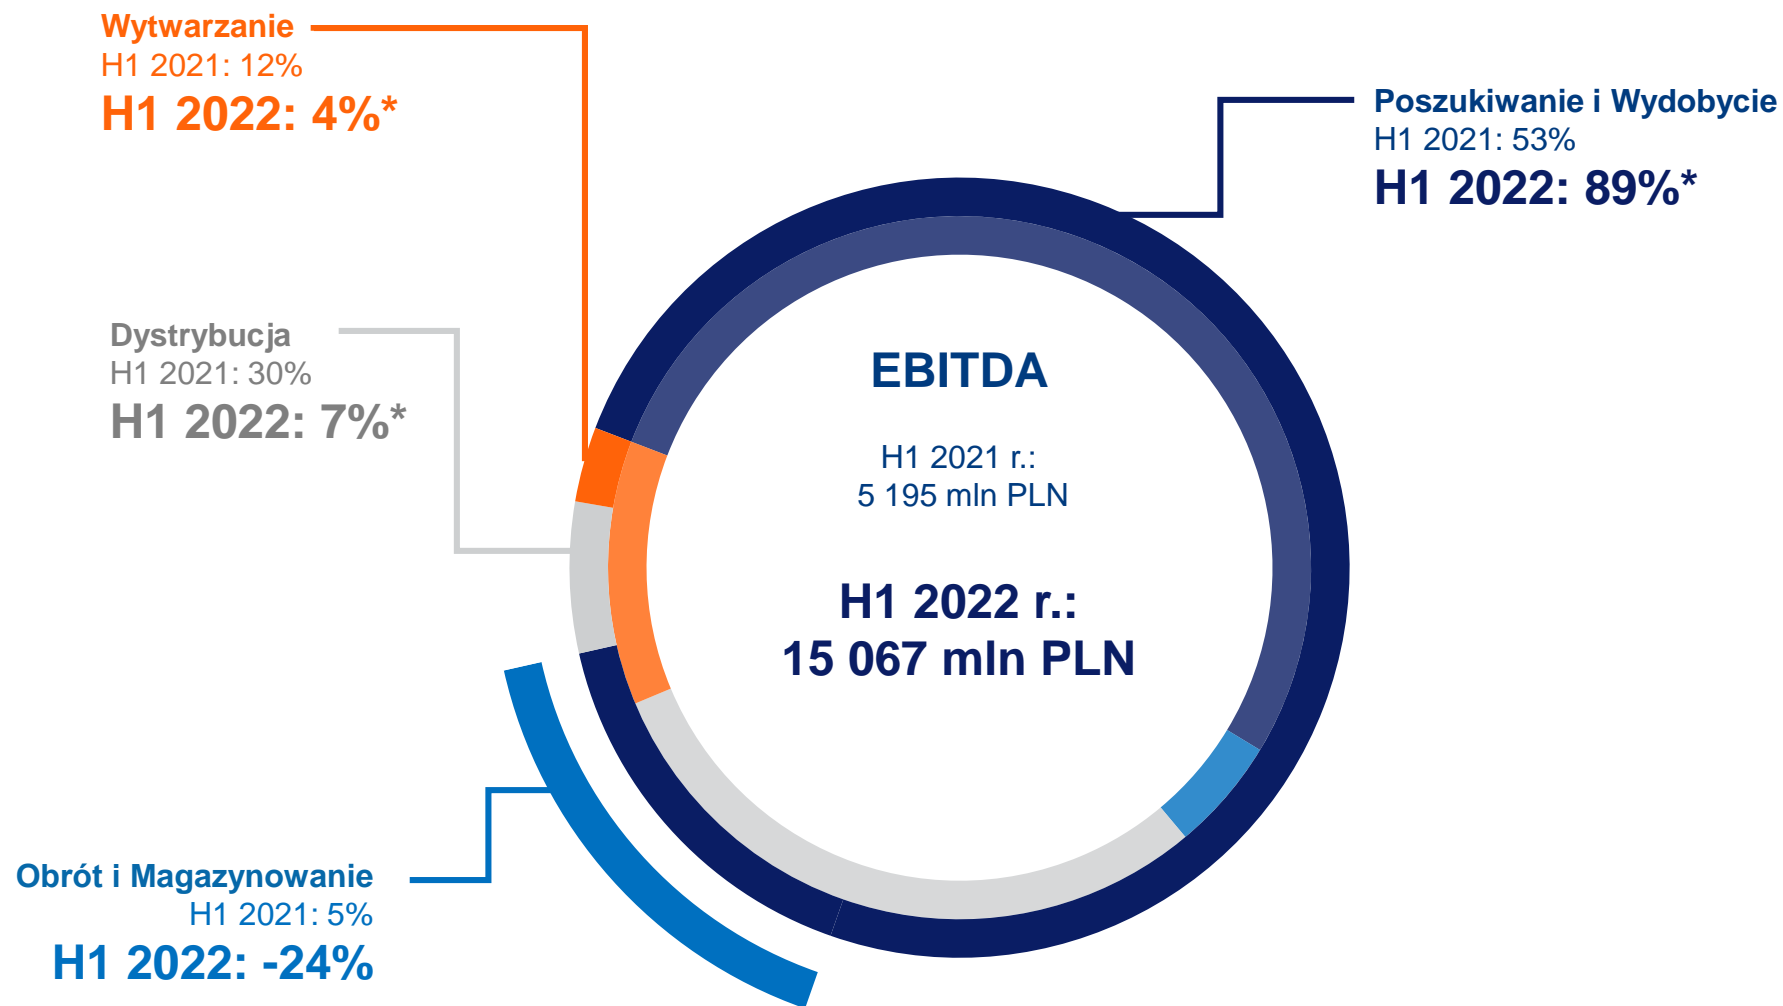 Wytwarzanie
H1 2021: 12%
H1 2022: 4%*
Poszukiwanie i Wydobycie
H1 2021: 53%
H1 2022: 89%*
Dystrybucja
H1 2021: 30%
H1 2022: 7%*
EBITDA
H1 2021 r.:
5 195 mln PLN
H1 2022 r.:
15 067 mln PLN
Obrót i Magazynowanie
H1 2021: 5%
H1 2022: -24%